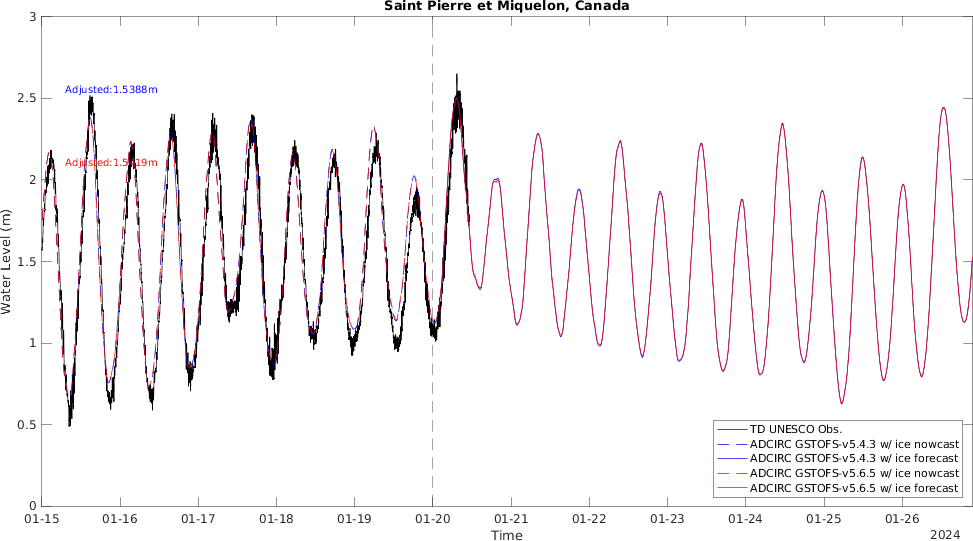 Saint Pierre et Miquelon, Canada
3
2.5
2
1.5
1
0.5
0
Water Level (m)
Adjusted:1.5388m
TD UNESCO Obs.
ADCIRC GSTOFS-v5.4.3 w/ ice nowcast
ADCIRC GSTOFS-v5.4.3 w/ ice forecast
ADCIRC GSTOFS-v5.6.5 w/ ice nowcast
ADCIRC GSTOFS-v5.6.5 w/ ice forecast
01-15 01-16 01-17 01-18 01-19 01-20 01-21 01-22 01-23 01-24 01-25 01-26
Time
2024